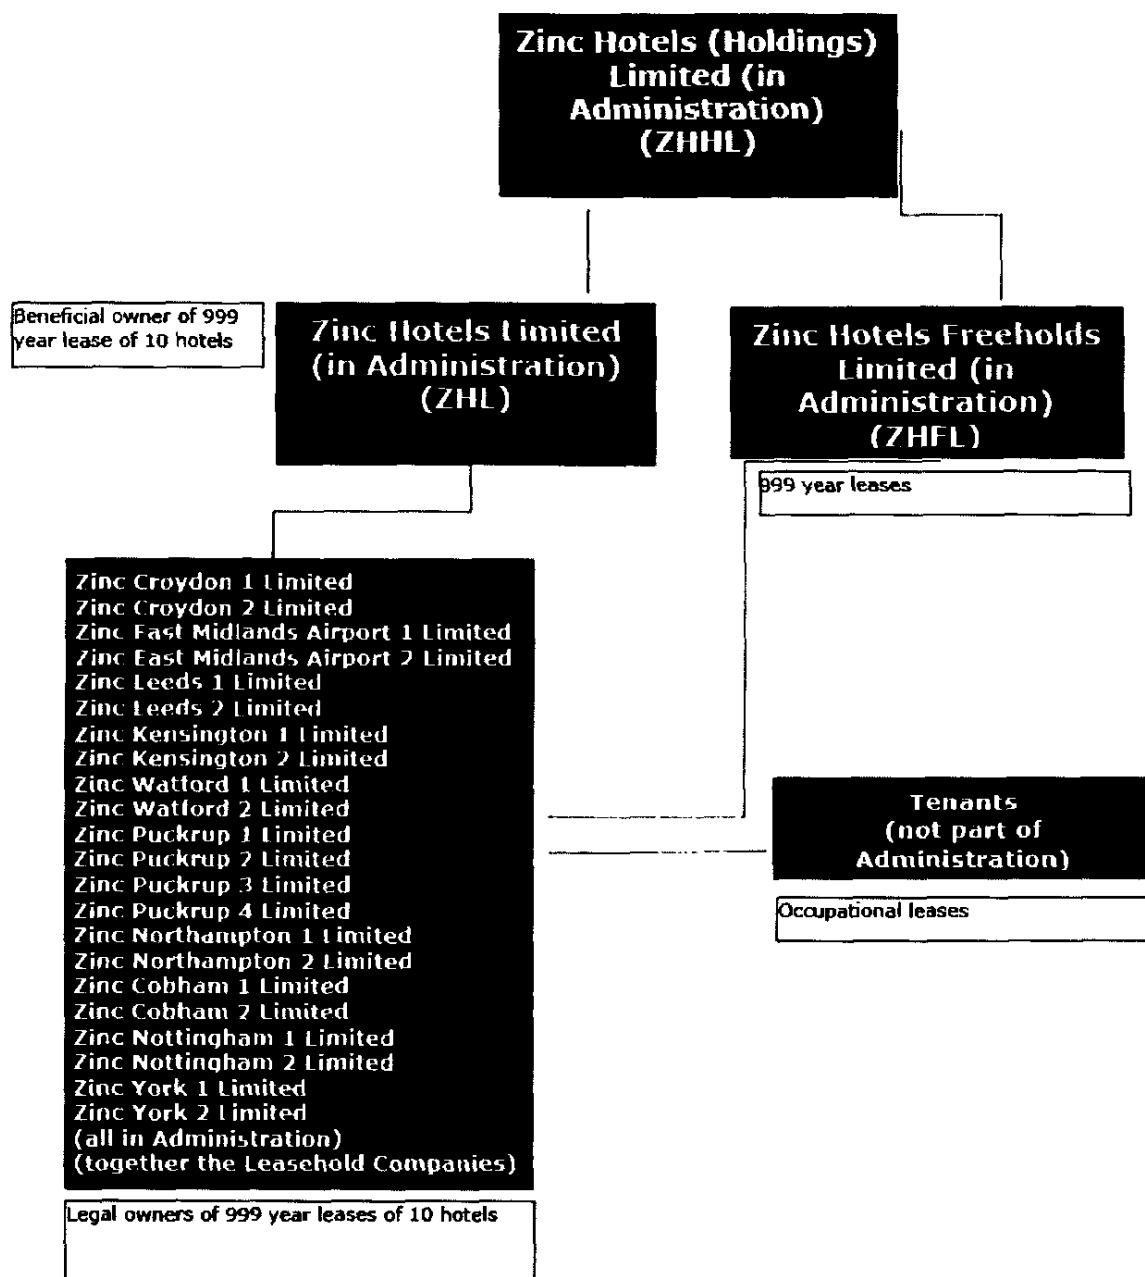 Zinc Hotels (Holdings)
Limited (in
Administration)
(ZHHL)
Beneficial owner of 999
year lease of 10 hotels
Zinc Hotels Limited
(in Administration)
(ZHL)
Zinc Hotels Freeholds
Limited (in
Administration)
(ZHFL)
999 year leases
Zinc Croydon 1 Limited
Zinc Croydon 2 Limited
Zinc East Midlands Airport 1 Limited
Zinc East Midlands Airport 2 Limited
Zinc Leeds 1 Limited
Zinc Leeds 2 Limited
Zinc Kensington 1 Limited
Zinc Kensington 2 Limited
Zinc Watford 1 Limited
Zinc Watford 2 Limited
Zinc Puckrup 1 Limited
Zinc Puckrup 2 Limited
Zinc Puckrup 3 Limited
Zinc Puckrup 4 Limited
Zinc Northampton 1 Limited
Zinc Northampton 2 Limited
Zinc Cobham 1 Limited
Zinc Cobham 2 Limited
Zinc Nottingham 1 Limited
Zinc Nottingham 2 Limited
Zinc York 1 Limited
Zinc York 2 Limited
(all in Administration)
(together the Leasehold Companies)
Tenants
(not part of
Administration)
Occupational leases
Legal owners of 999 year leases of 10 hotels